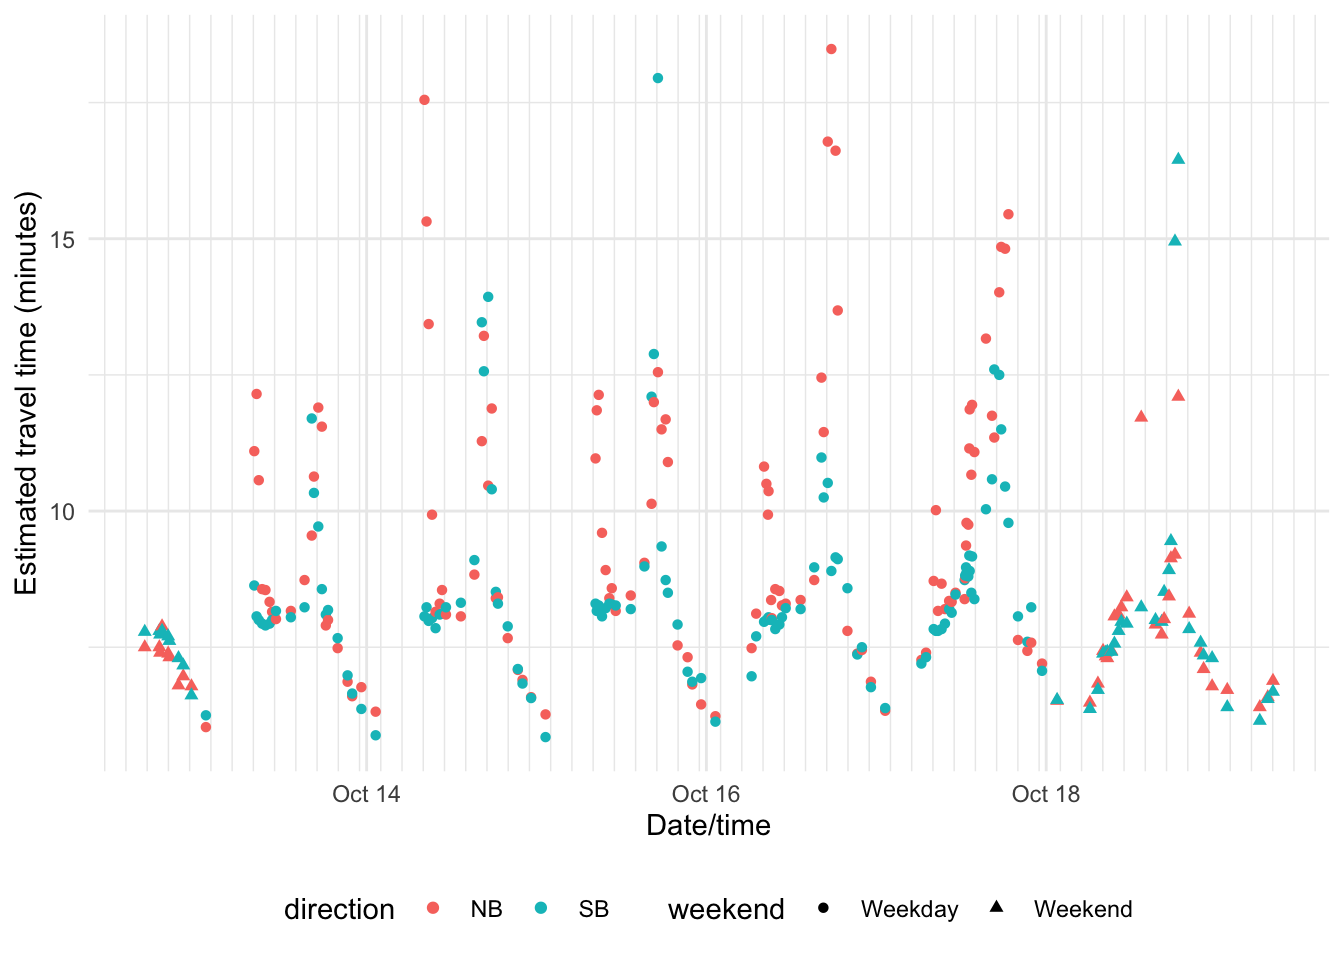 Estimated travel time (minutes)
15
10
Oct 14 Oct 16 Oct 18
Date/time
direction NB SB weekend Weekday Weekend